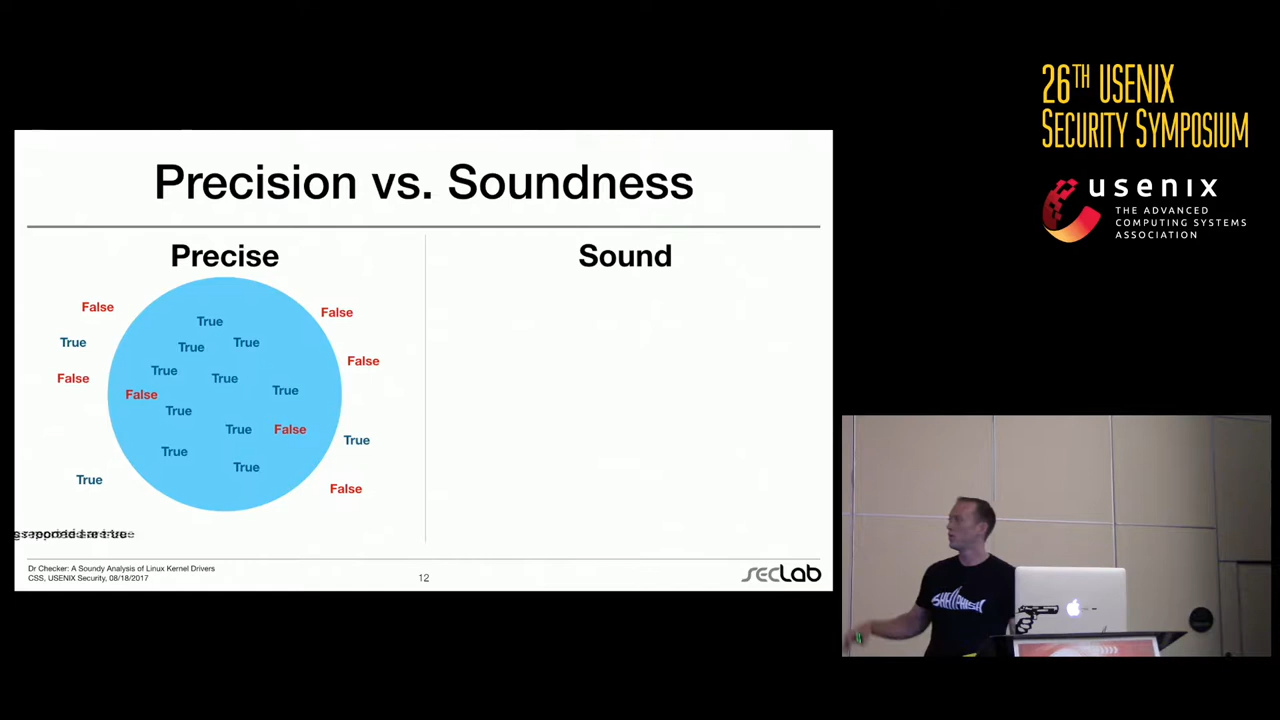 26TH USENIX
SECURITY SYMPOSIUM
usenix
THE ADVANCED
COMPUTING SYSTEMS
ASSOCIATION
Precision vs. Soundness
Precise
False
False
True
True
True
True
False
True
True
False
True
False
True
True
False
True
True
True
True
True
False
Sound
Dr Checker: A Soundy Analysis of Linux Kernel Drivers
CSS, USENIX Security, 08/18/2017
12
secLab
SHELLPHISH